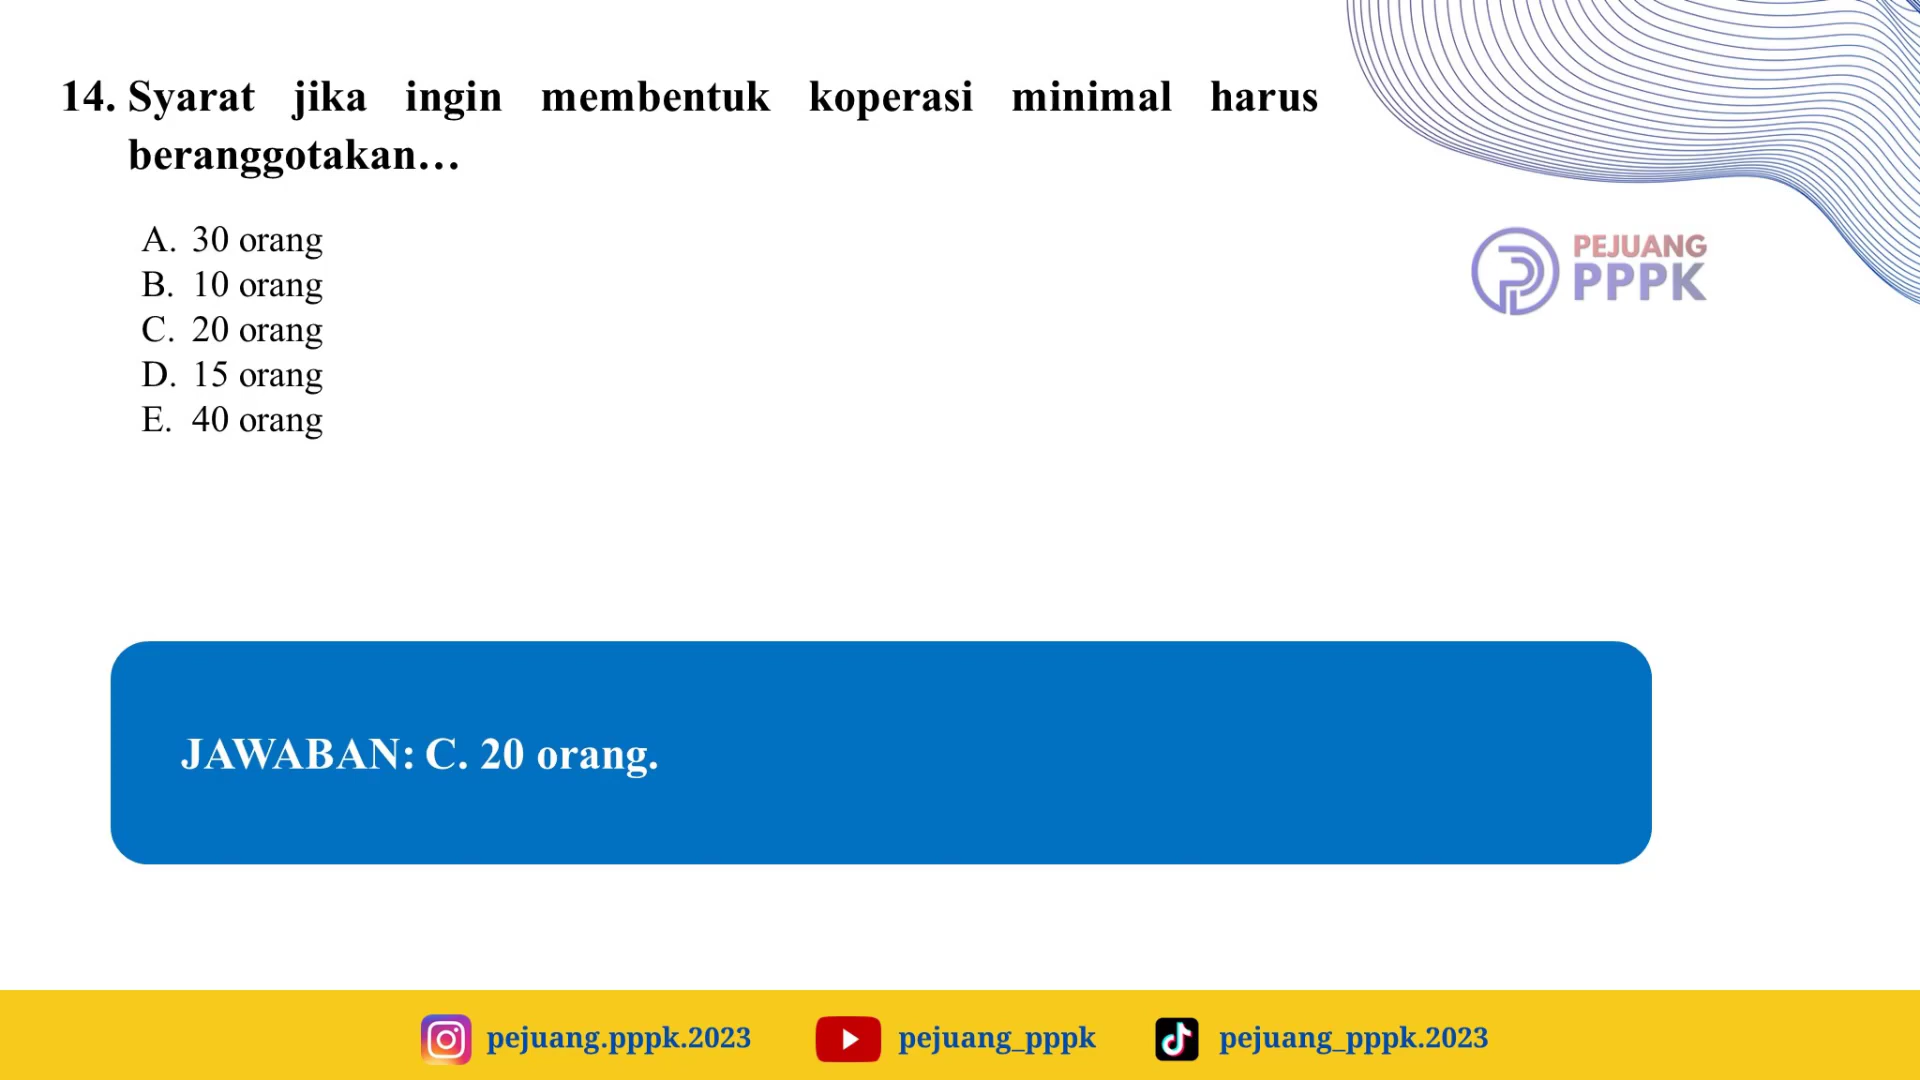 14. Syarat jika ingin membentuk koperasi minimal harus
beranggotakan…
A. 30 orang
B. 10 orang
C. 20 orang
D. 15 orang
E. 40 orang
PEJUANG
PPPK
JAWABAN: C. 20 orang.
pejuang.pppk.2023
pejuang_pppk
pejuang_pppk.2023